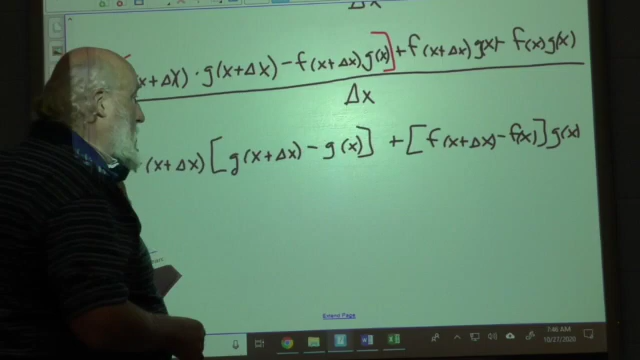 Δx
x+Δx) · g(x+Δx) − f(x+Δx) g(x)] + f(x+Δx) g(x) − f(x)g(x)
Δx
(x+Δx) [g(x+Δx) − g(x)] + [f(x+Δx) − f(x)] g(x)
Extend Page
7:46 AM
10/27/2020